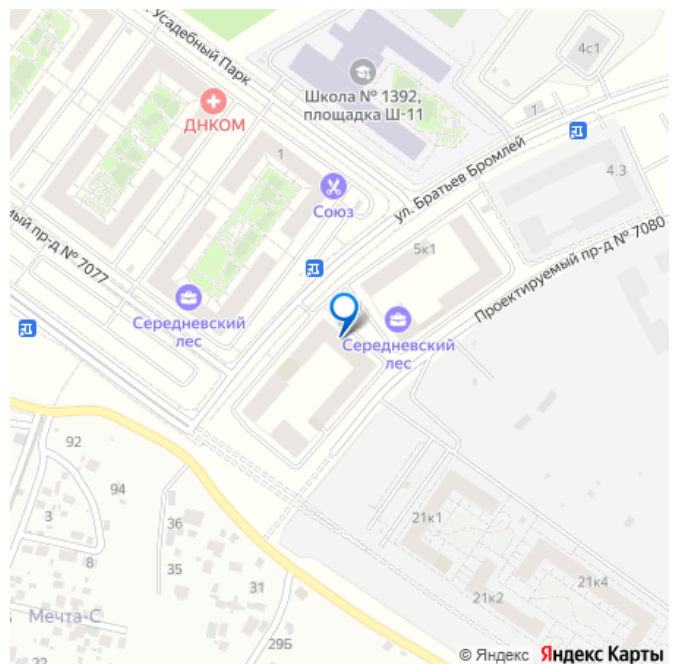 Усадебный Парк
4с1
Школа № 1392,
площадка Ш-11
ДНКОМ
1
1
ул. Братьев Бромлей
4.3
Союз
5к1
Проектируемый пр-д № 7080
пр-д № 7077
Середневский
лес
Середневский
лес
92
94
3
36
21к1
8
35
31
21к4
21к2
Мечта-С
29Б
22
© Яндекс Яндекс Карты